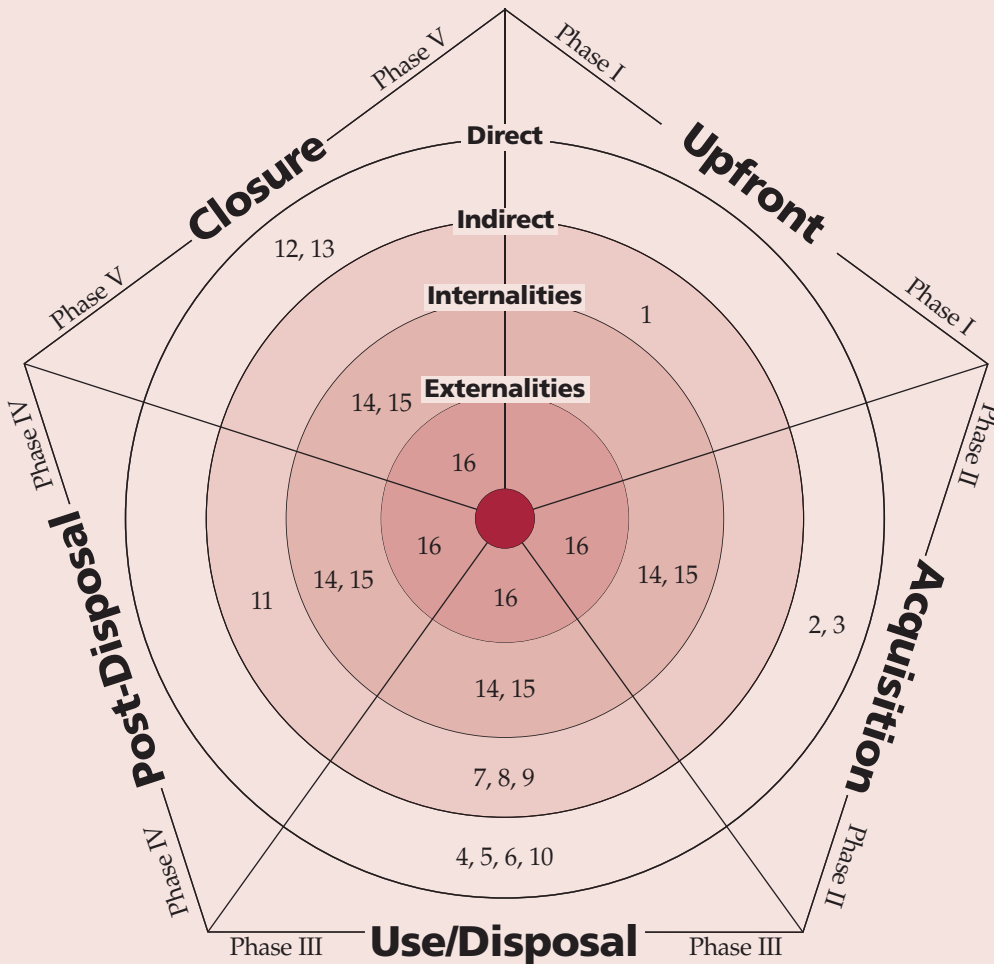 Phase V
Phase I
Direct
Closure
Upfront
Indirect
12, 13
Phase V
Internalities
Phase I
1
Externalities
14, 15
Phase IV
Phase II
16
16
16
14, 15
14, 15
11
16
2, 3
Post-Disposal
Acquisition
14, 15
7, 8, 9
4, 5, 6, 10
Phase IV
Phase II
Phase III
Use/Disposal
Phase III